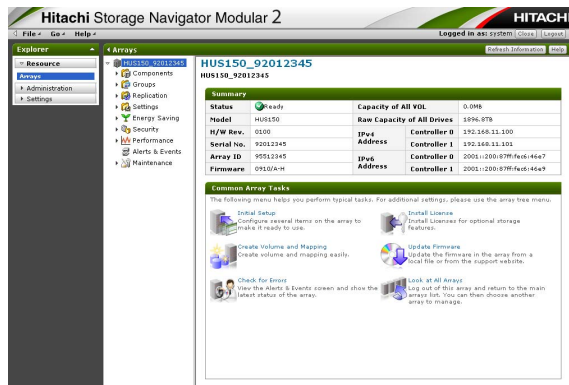 Hitachi Storage Navigator Modular 2
HITACHI
File Go Help
Logged in as: system Close Logout
Explorer
Arrays
Refresh Information Help
Resource
Arrays
Administration
Settings
HUS150_92012345
Components
Groups
Replication
Settings
Energy Saving
Security
Performance
Alerts & Events
Maintenance
HUS150_92012345
HUS150_92012345
Summary
Status Ready Capacity of All VOL 0.0MB
Model HUS150 Raw Capacity of All Drives 1896.8TB
H/W Rev. 0100 IPv4 Address Controller 0 192.168.11.100
Serial No. 92012345 Controller 1 192.168.11.101
Array ID 95512345 IPv6 Address Controller 0 2001::200:87ff:fec6:46e7
Firmware 0910/A-H Controller 1 2001::200:87ff:fec6:46e9
Common Array Tasks
The following menu helps you perform typical tasks. For additional settings, please use the array tree menu.
Initial Setup
Configure several items on the array to
make it ready to use.
Install License
Install Licenses for optional storage
features.
Create Volume and Mapping
Create volume and mapping easily.
Update Firmware
Update the firmware in the array from a
local file or from the support website.
Check for Errors
View the Alerts & Events screen and show the
latest status of the array.
Look at All Arrays
Log out of this array and return to the main
arrays list. You can then choose another
array to manage.